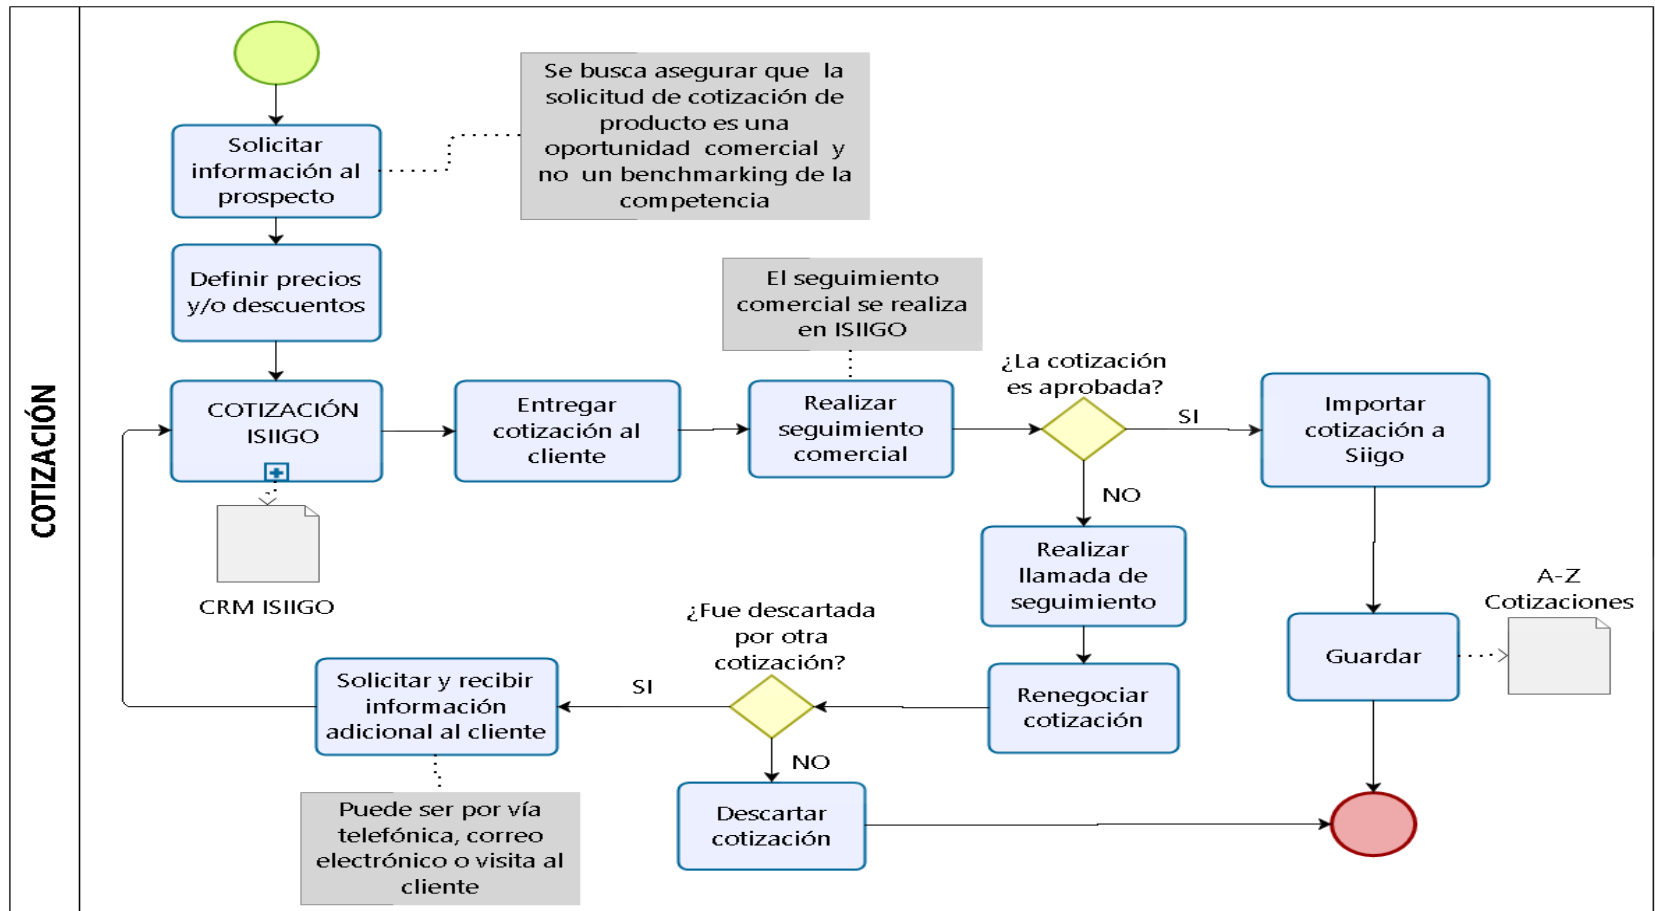 COTIZACIÓN
Solicitar
información al
prospecto
Se busca asegurar que la
solicitud de cotización de
producto es una
oportunidad comercial y
no un benchmarking de la
competencia
Definir precios
y/o descuentos
El seguimiento
comercial se realiza
en ISIIGO
COTIZACIÓN
ISIIGO
CRM ISIIGO
Entregar
cotización al
cliente
Realizar
seguimiento
comercial
¿La cotización
es aprobada?
SI
Importar
cotización a
Siigo
NO
Realizar
llamada de
seguimiento
A-Z
Cotizaciones
Guardar
Renegociar
cotización
¿Fue descartada
por otra
cotización?
SI
Solicitar y recibir
información
adicional al cliente
NO
Descartar
cotización
Puede ser por vía
telefónica, correo
electrónico o visita al
cliente